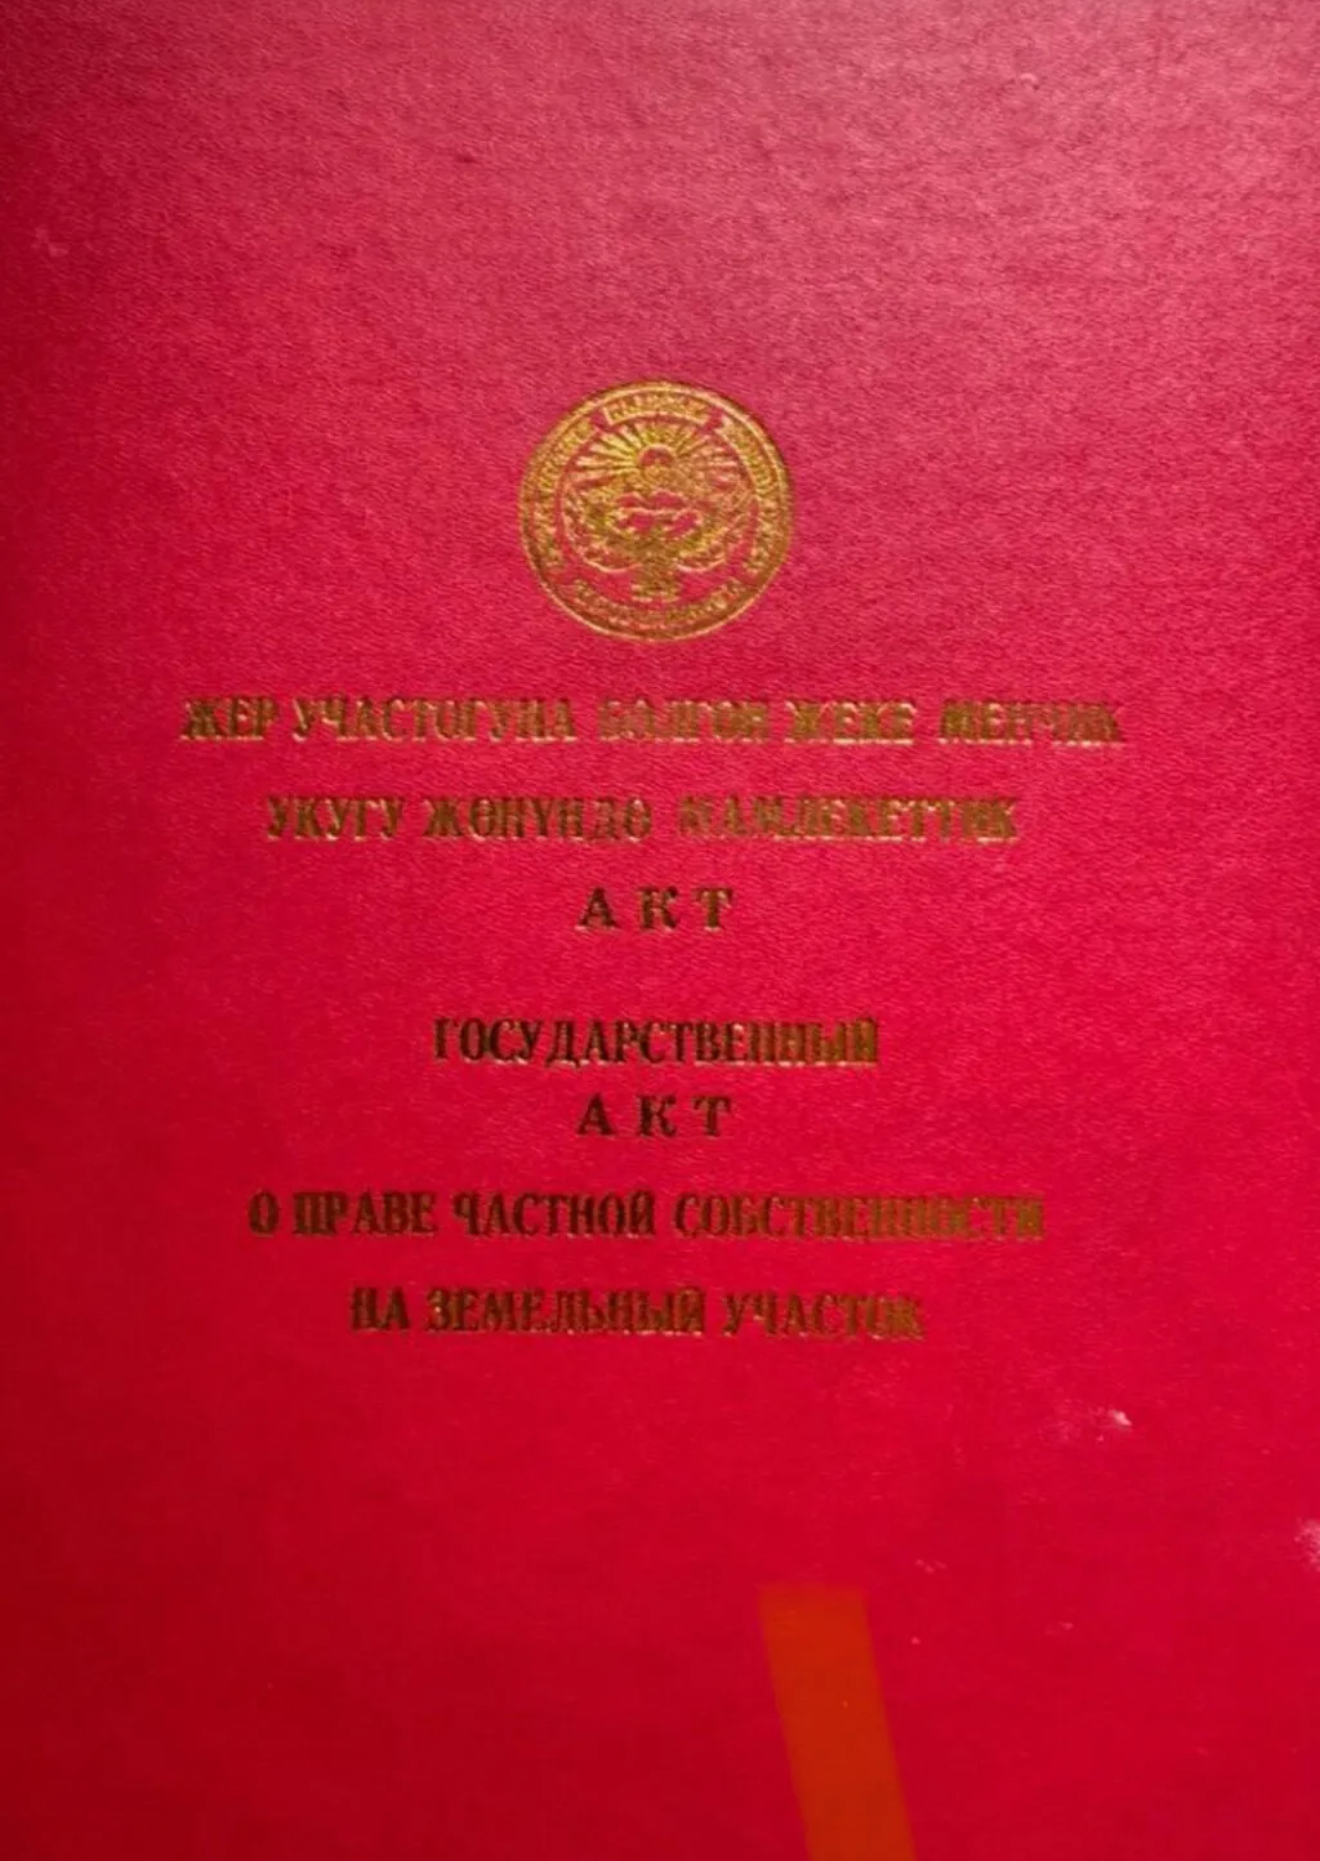 ЖЕР УЧАСТОГУНА БОЛГОН ЖЕКЕ МЕНЧИК
УКУГУ ЖӨНҮНДӨ МАМЛЕКЕТТИК
АКТ
ГОСУДАРСТВЕННЫЙ
АКТ
О ПРАВЕ ЧАСТНОЙ СОБСТВЕННОСТИ
НА ЗЕМЕЛЬНЫЙ УЧАСТОК